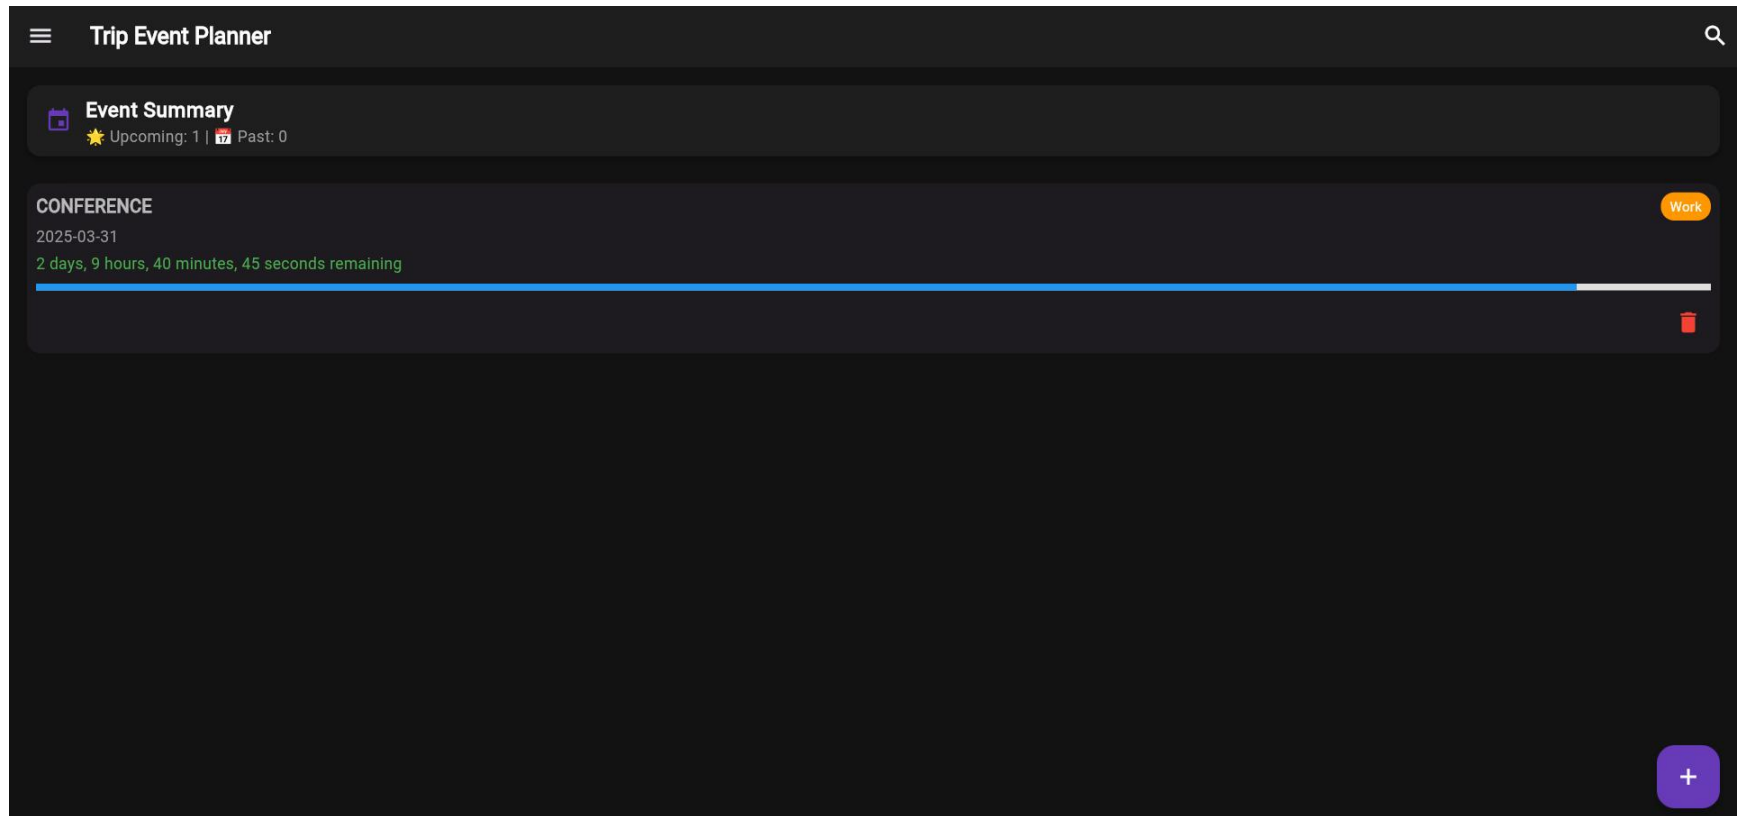 Trip Event Planner
Event Summary
🌟 Upcoming: 1 | 📅 Past: 0
CONFERENCE
Work
2025-03-31
2 days, 9 hours, 40 minutes, 45 seconds remaining
+